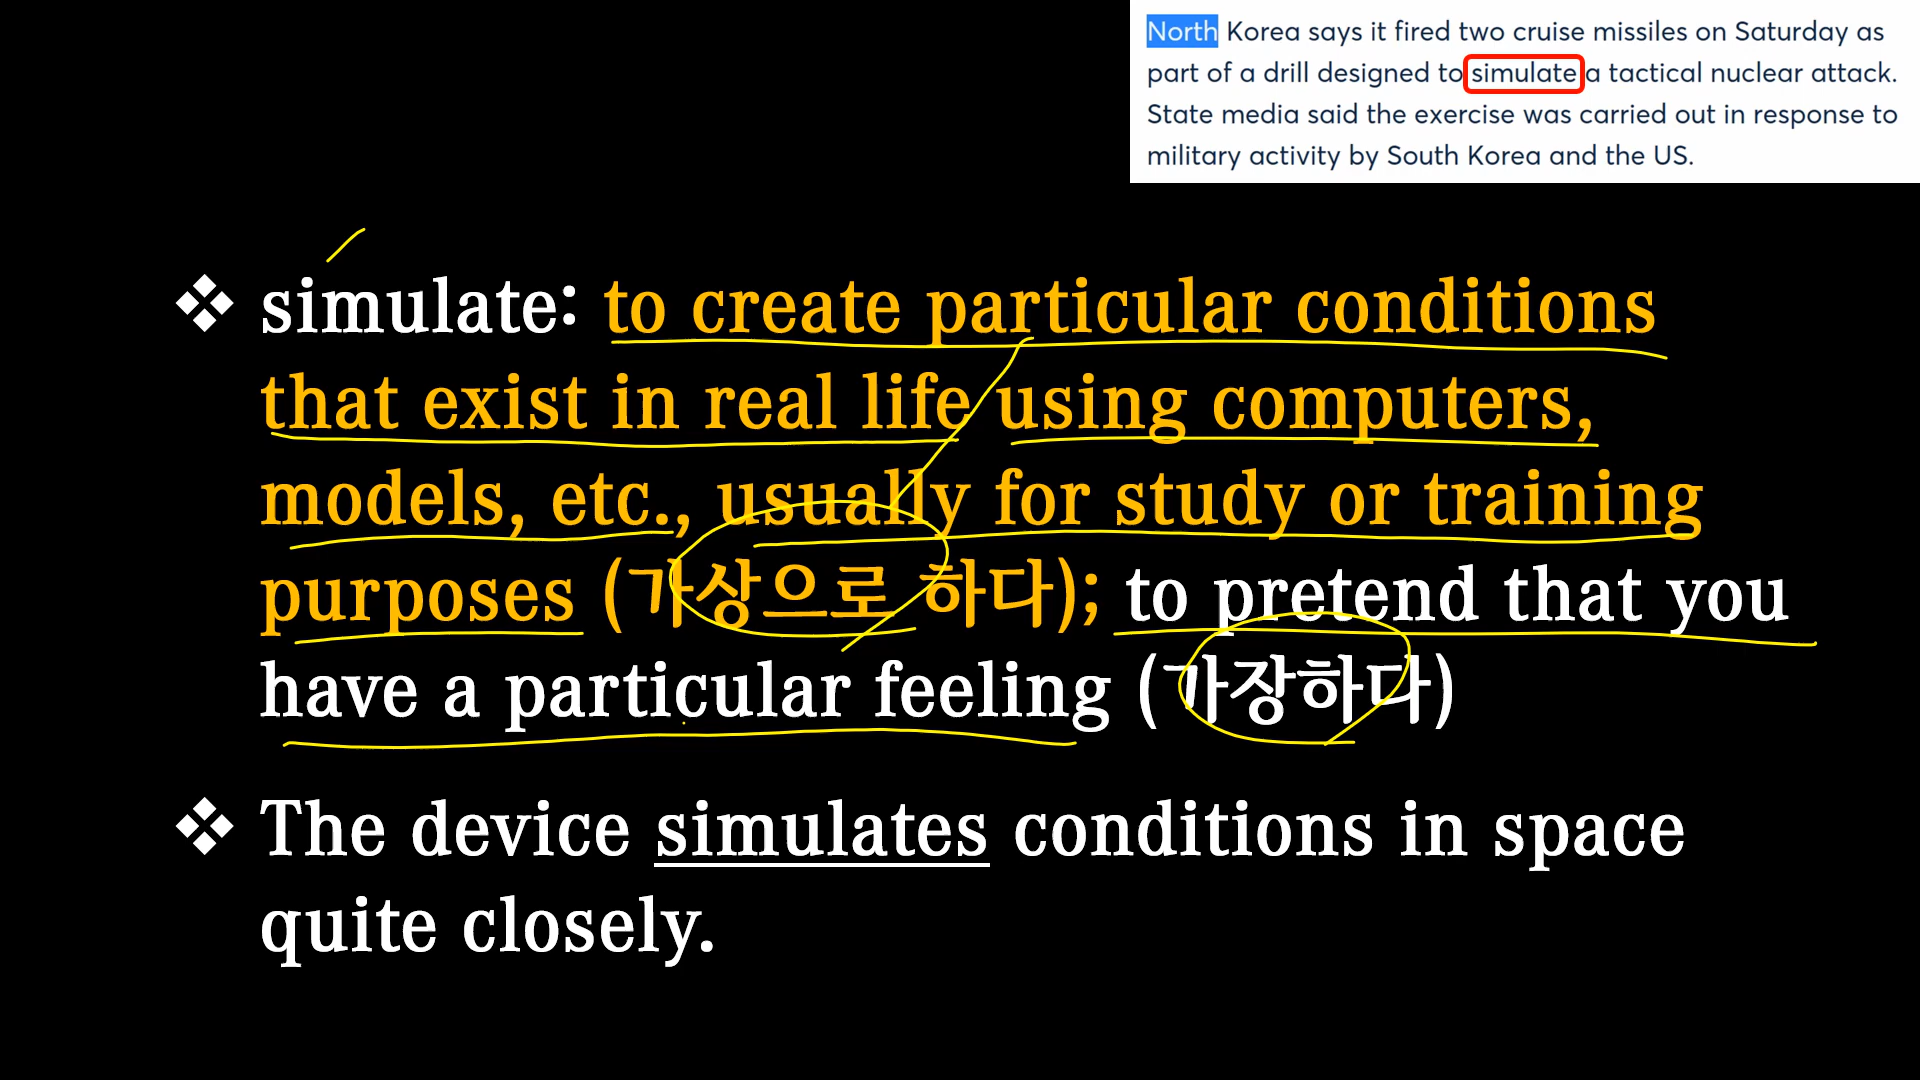 North Korea says it fired two cruise missiles on Saturday as
part of a drill designed to simulate a tactical nuclear attack.
State media said the exercise was carried out in response to
military activity by South Korea and the US.
❖ simulate: to create particular conditions
that exist in real life using computers,
models, etc., usually for study or training
purposes (가상으로 하다); to pretend that you
have a particular feeling (가장하다)
❖ The device simulates conditions in space
quite closely.